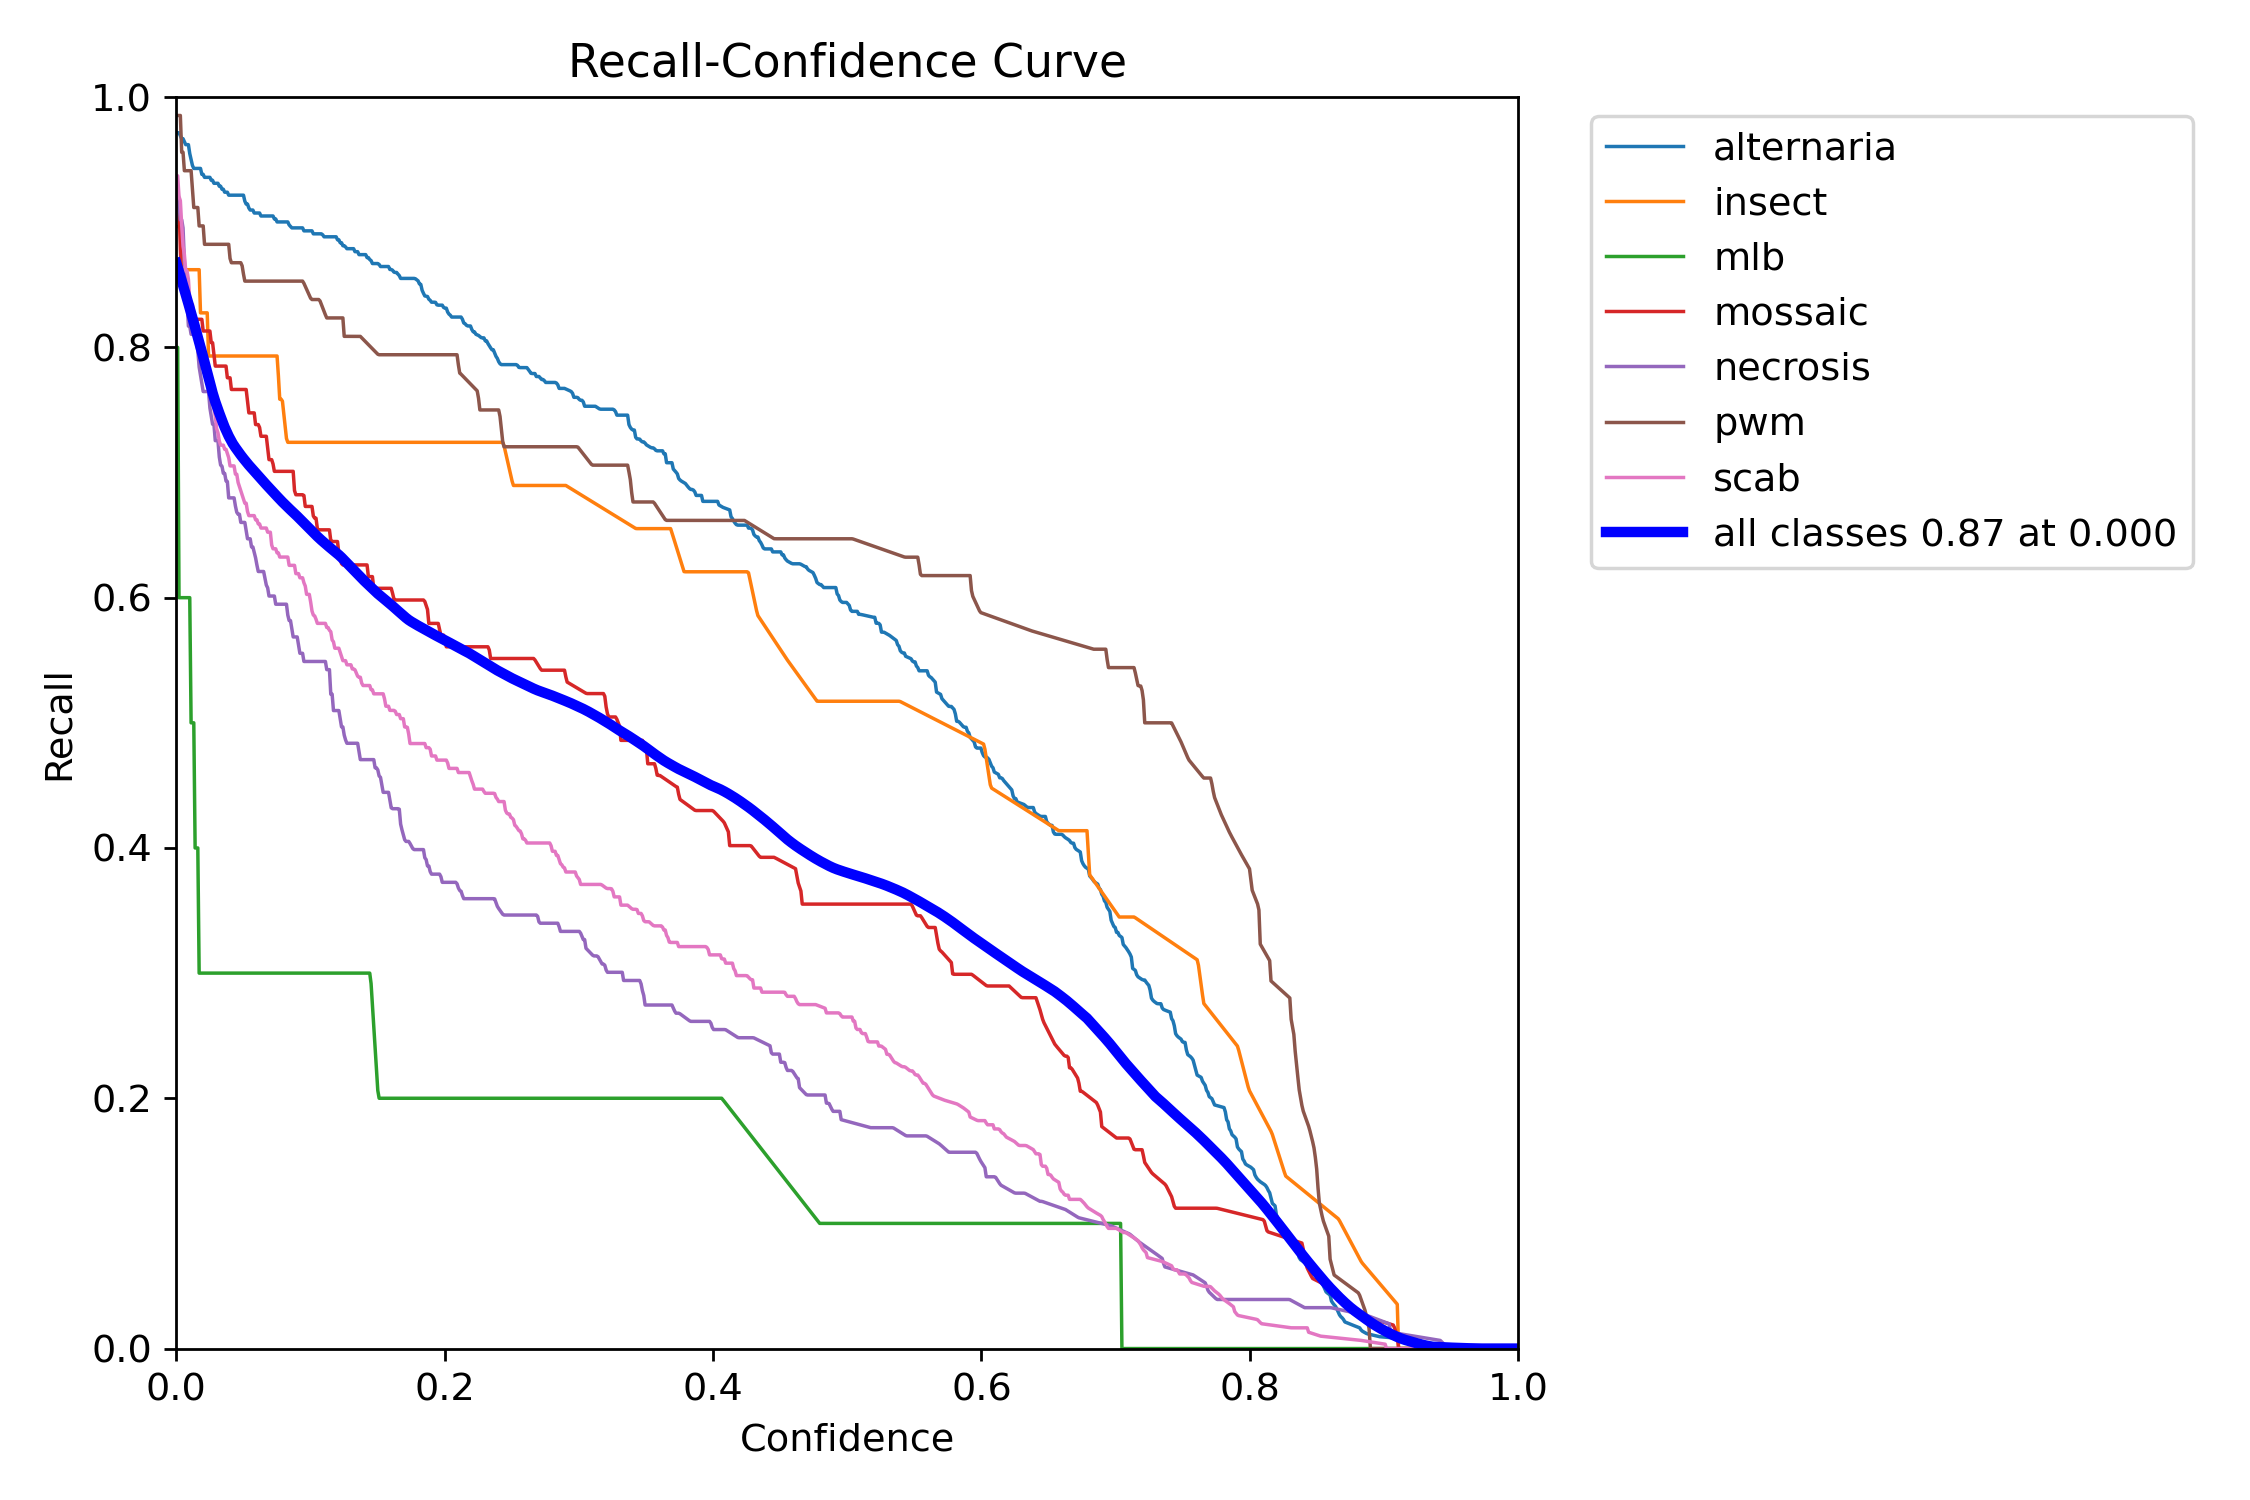 Recall-Confidence Curve
1.0
0.8
0.6
0.4
0.2
0.0
Recall
0.0 0.2 0.4 0.6 0.8 1.0
Confidence
alternaria
insect
mlb
mossaic
necrosis
pwm
scab
all classes 0.87 at 0.000